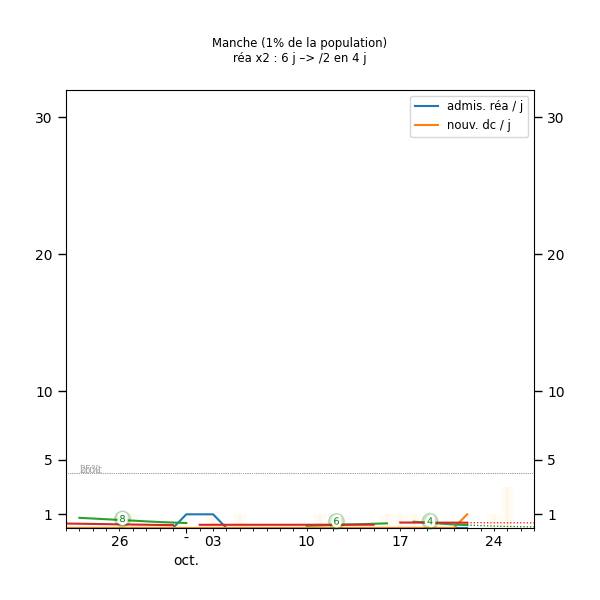 Manche (1% de la population)
réa x2 : 6 j –> /2 en 4 j
admis. réa / j
nouv. dc / j
30 30
20 20
10 10
5 5
1 1
8 6 4
26 - 03 10 17 24
oct.